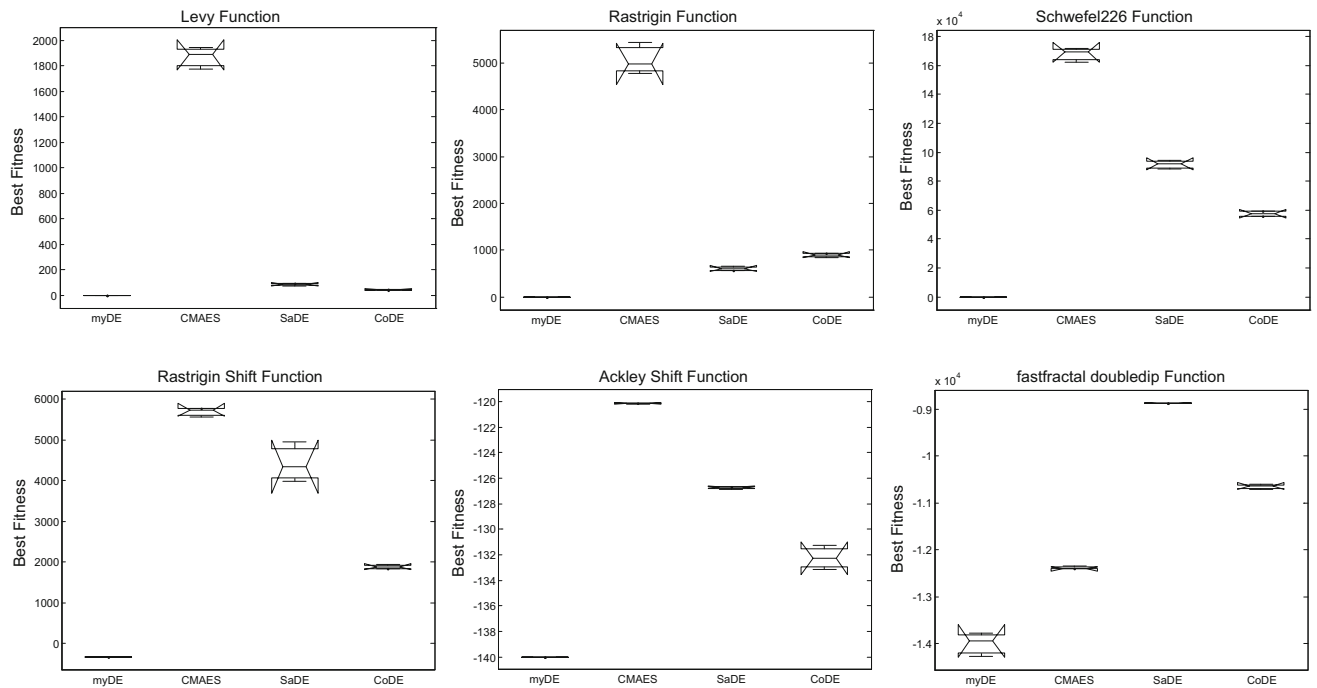 Levy Function
Best Fitness
2000
1800
1600
1400
1200
1000
800
600
400
200
0
myDE CMAES SaDE CoDE
Rastrigin Function
Best Fitness
5000
4000
3000
2000
1000
0
myDE CMAES SaDE CoDE
Schwefel226 Function
x 10^4
Best Fitness
18
16
14
12
10
8
6
4
2
0
myDE CMAES SaDE CoDE
Rastrigin Shift Function
Best Fitness
6000
5000
4000
3000
2000
1000
0
myDE CMAES SaDE CoDE
Ackley Shift Function
Best Fitness
-120
-122
-124
-126
-128
-130
-132
-134
-136
-138
-140
myDE CMAES SaDE CoDE
fastfractal doubledip Function
x 10^4
Best Fitness
-0.9
-1
-1.1
-1.2
-1.3
-1.4
myDE CMAES SaDE CoDE